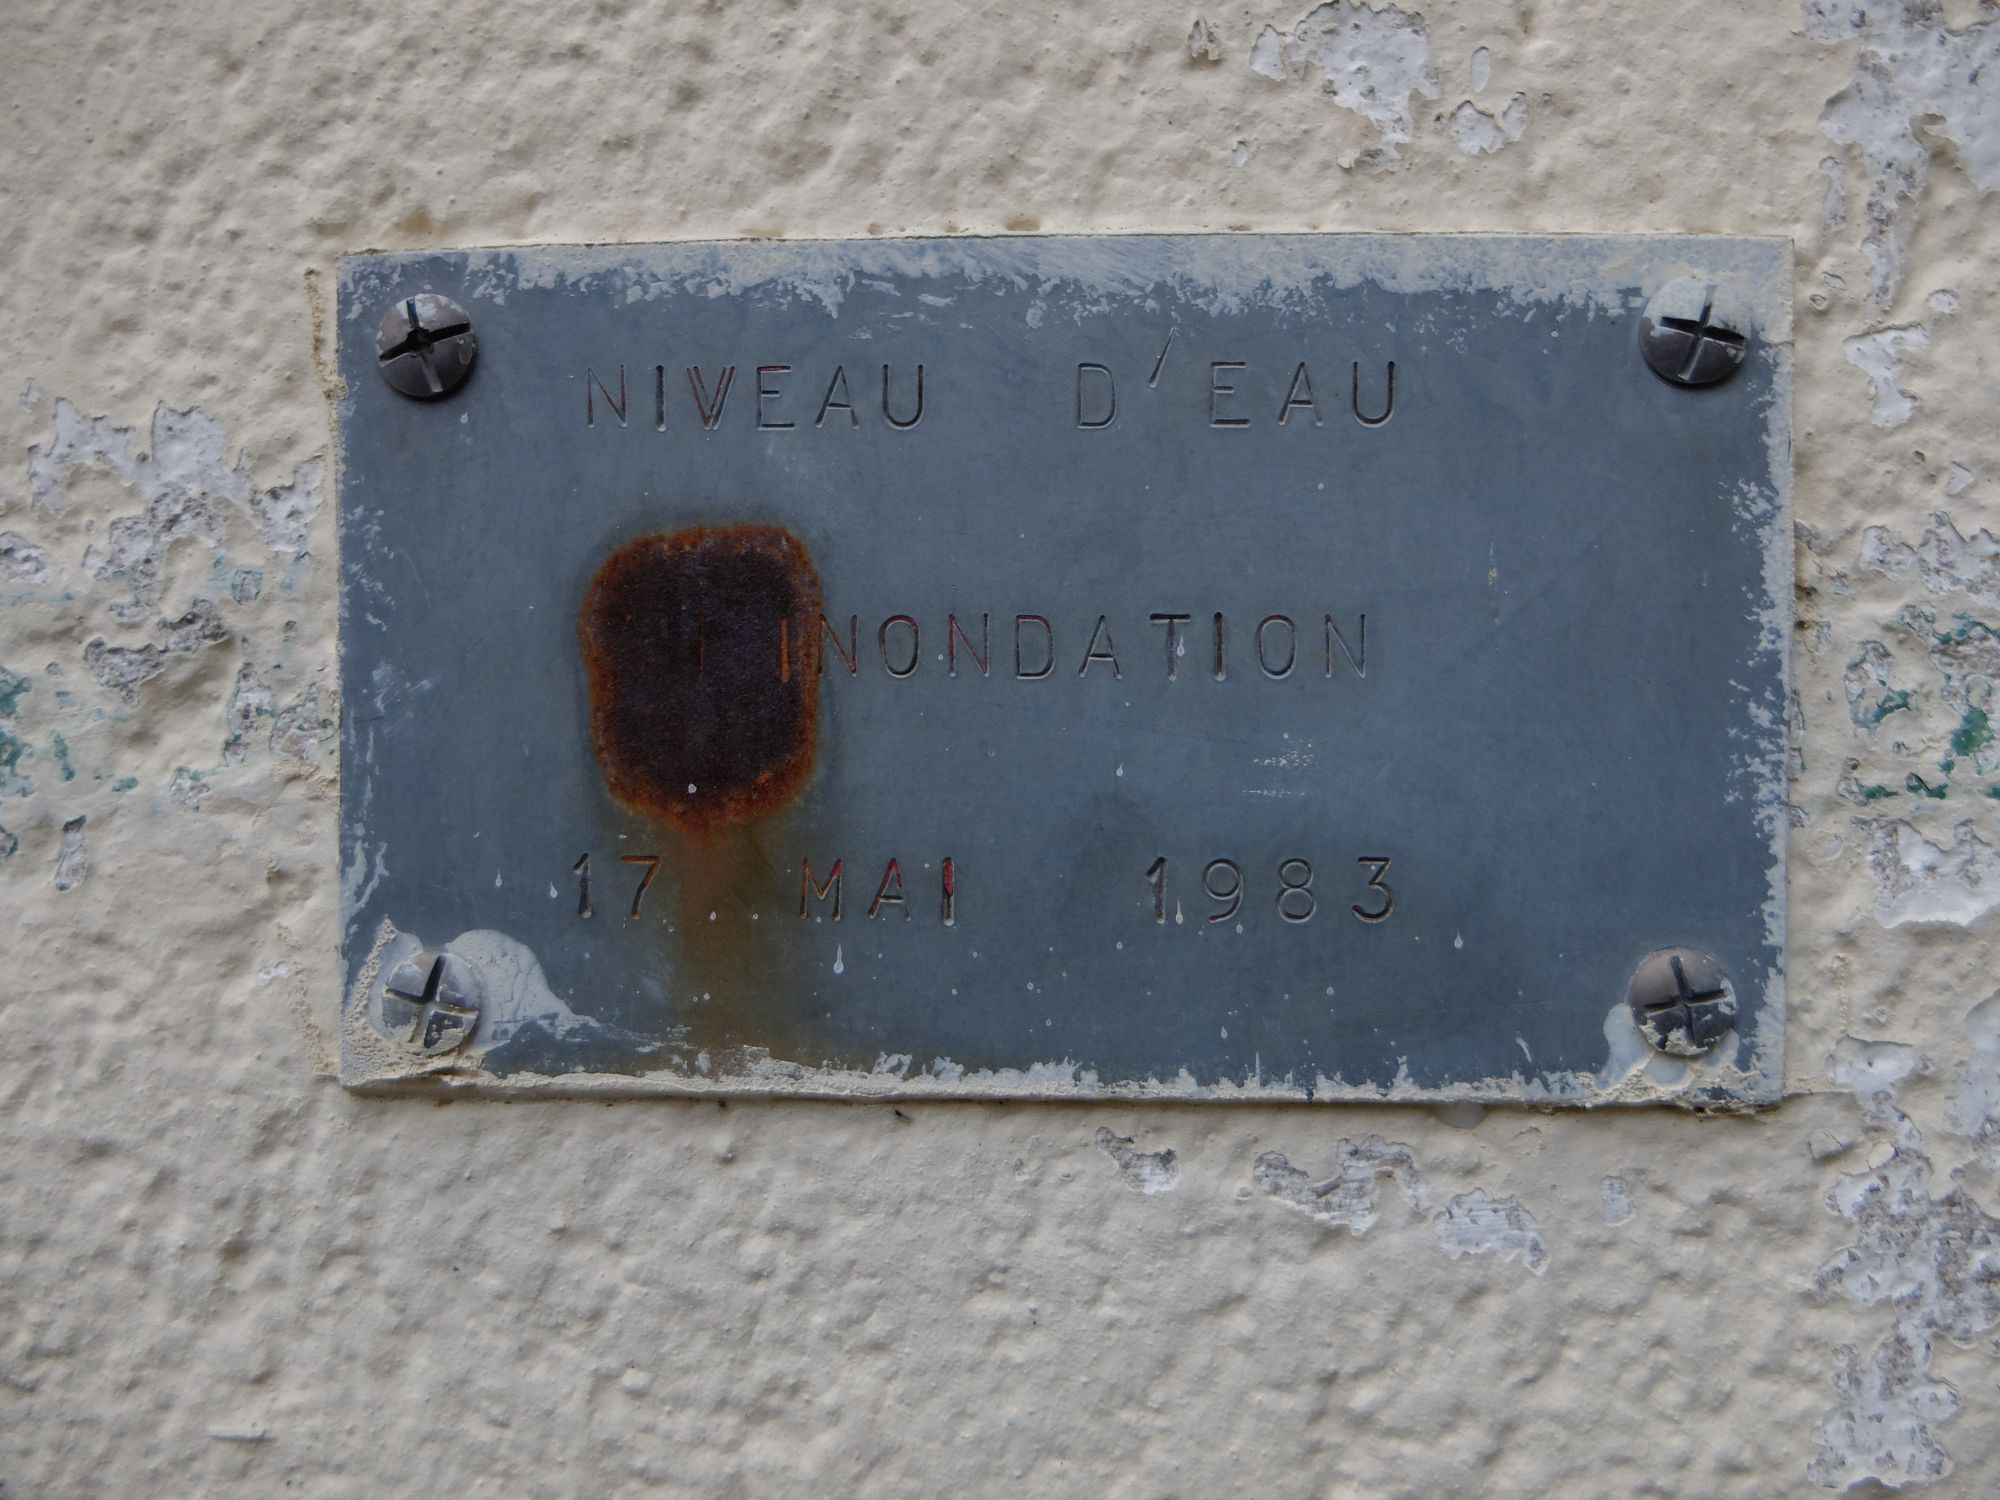 NIVEAU D'EAU
INONDATION
17 MAI 1983